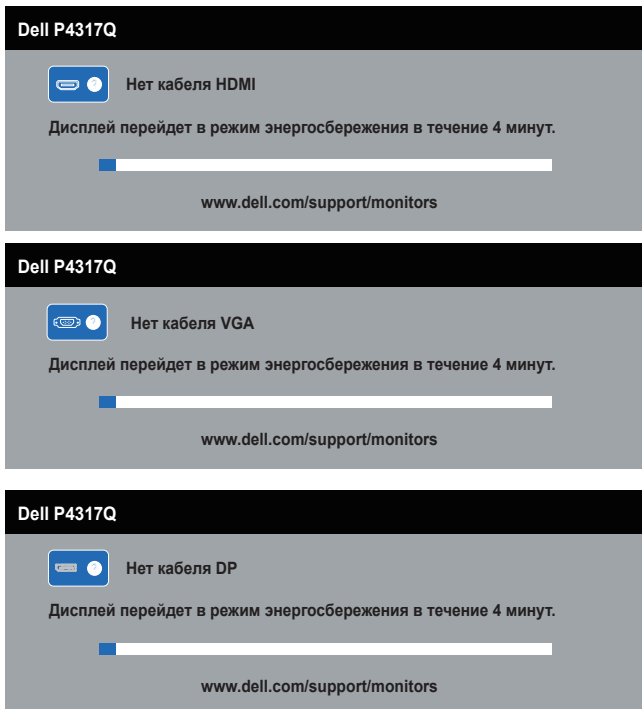 Dell P4317Q
? Нет кабеля HDMI
Дисплей перейдет в режим энергосбережения в течение 4 минут.
www.dell.com/support/monitors
Dell P4317Q
? Нет кабеля VGA
Дисплей перейдет в режим энергосбережения в течение 4 минут.
www.dell.com/support/monitors
Dell P4317Q
? Нет кабеля DP
Дисплей перейдет в режим энергосбережения в течение 4 минут.
www.dell.com/support/monitors